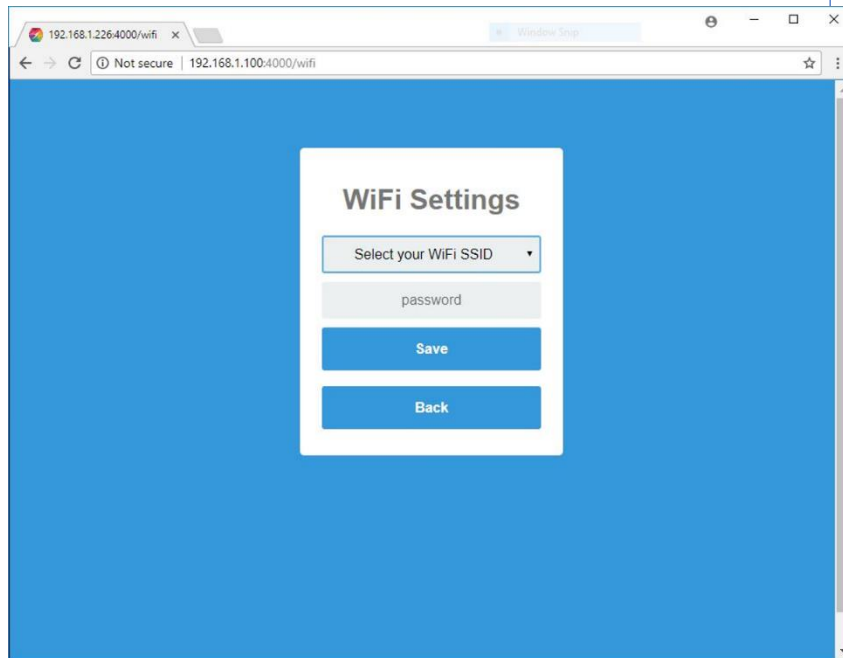 192.168.1.226:4000/wifi
Window Snip
Not secure | 192.168.1.100:4000/wifi
WiFi Settings
Select your WiFi SSID
password
Save
Back